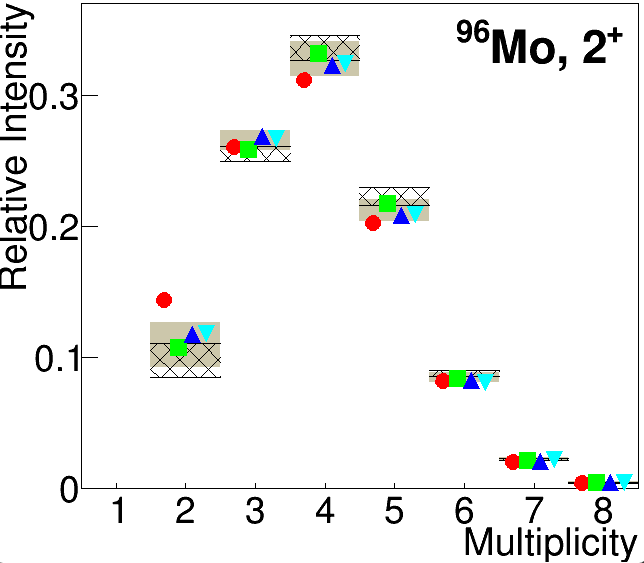 ⁹⁶Mo, 2⁺
Relative Intensity
0.3
0.2
0.1
0
1 2 3 4 5 6 7 8
Multiplicity